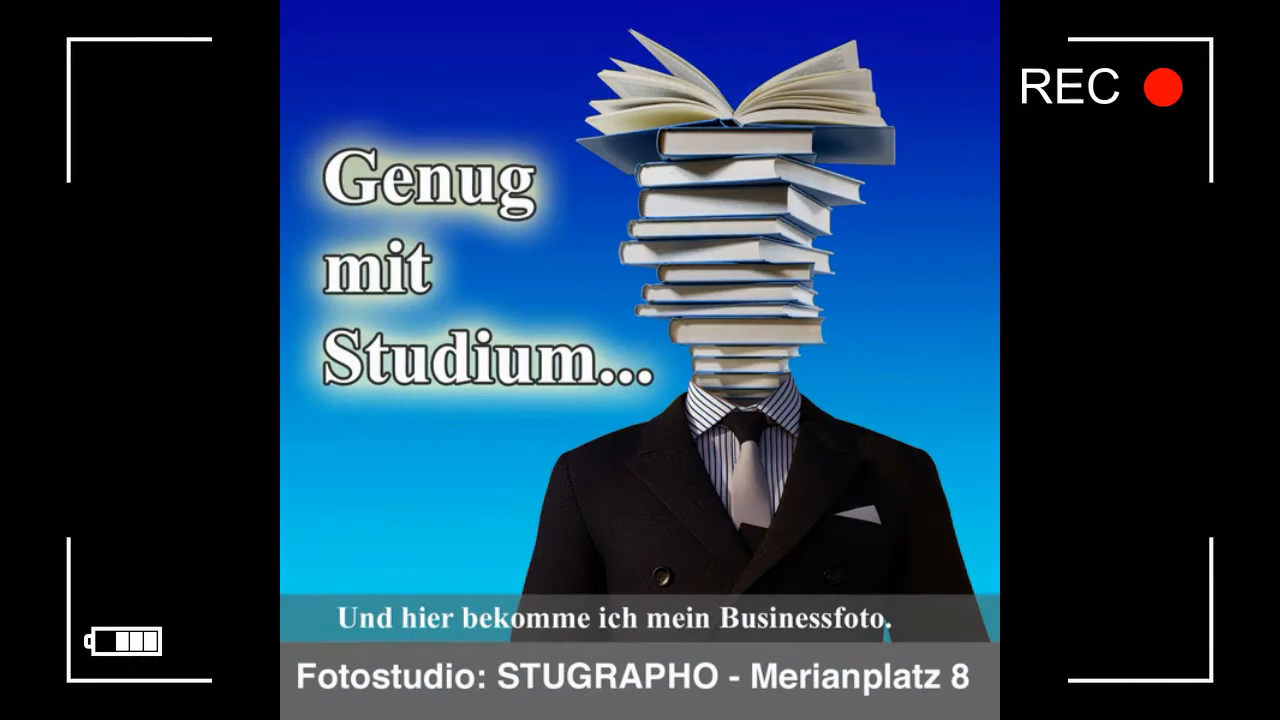 REC
Genug
mit
Studium...
Und hier bekomme ich mein Businessfoto.
Fotostudio: STUGRAPHO - Merianplatz 8